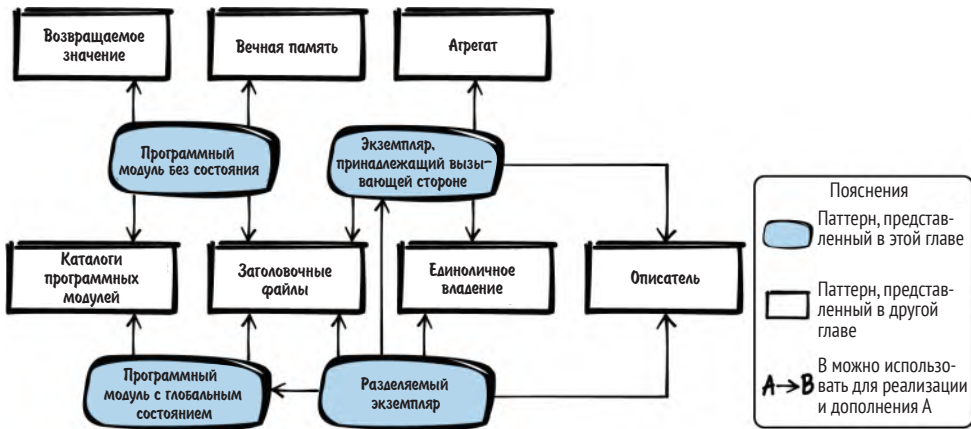 Возвращаемое
значение
Вечная память
Агрегат
Программный
модуль без состояния
Экземпляр,
принадлежащий вызы-
вающей стороне
Каталоги
программных
модулей
Заголовочные
файлы
Единоличное
владение
Описатель
Программный
модуль с глобальным
состоянием
Разделяемый
экземпляр
Пояснения
Паттерн, представ-
ленный в этой главе
Паттерн, представ-
ленный в другой
главе
A→B
В можно использо-
вать для реализации
и дополнения А